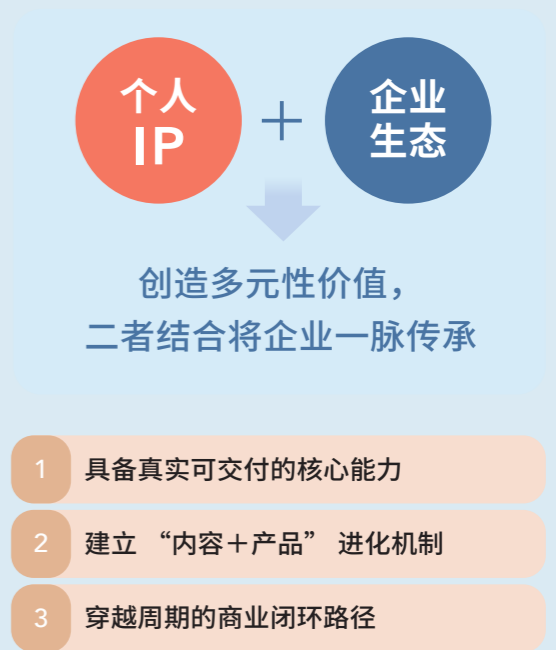 个人
IP
+
企业
生态
创造多元性价值，
二者结合将企业一脉传承
1 具备真实可交付的核心能力
2 建立 “内容＋产品” 进化机制
3 穿越周期的商业闭环路径